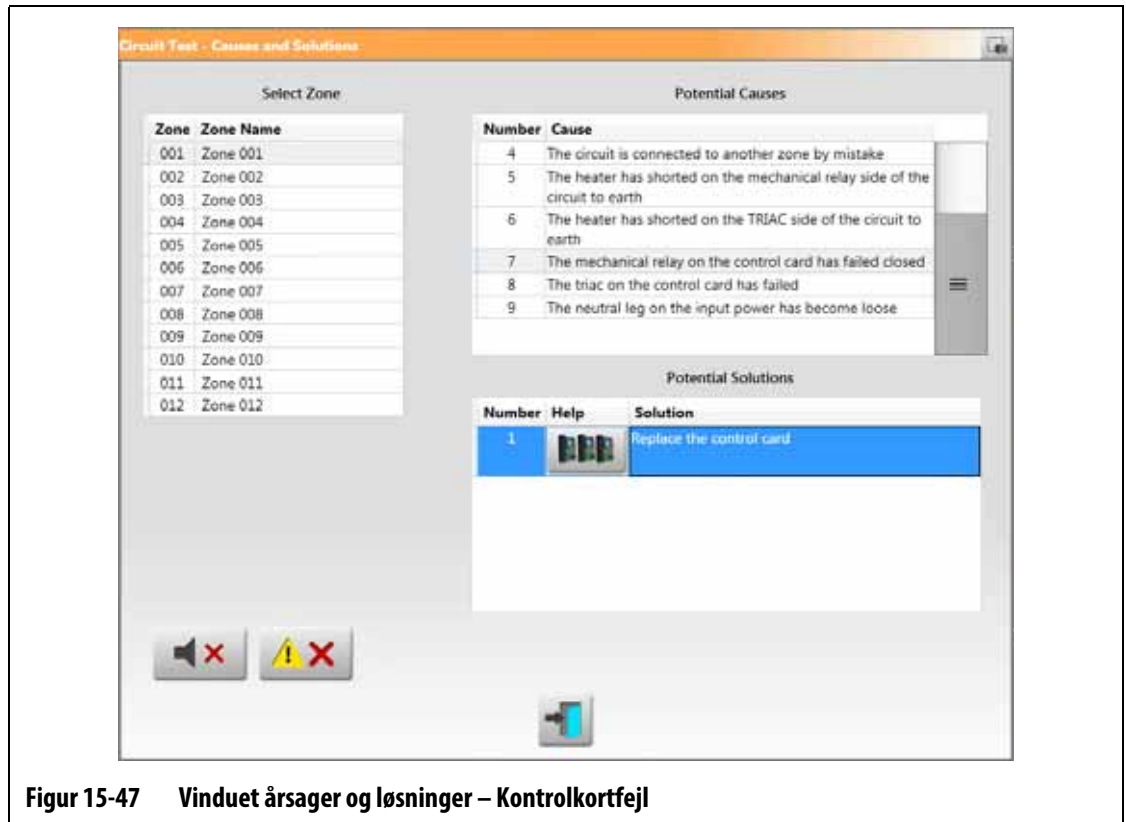 Circuit Test - Causes and Solutions
Select Zone
Zone Zone Name
001 Zone 001
002 Zone 002
003 Zone 003
004 Zone 004
005 Zone 005
006 Zone 006
007 Zone 007
008 Zone 008
009 Zone 009
010 Zone 010
011 Zone 011
012 Zone 012
Potential Causes
Number Cause
4 The circuit is connected to another zone by mistake
5 The heater has shorted on the mechanical relay side of the
circuit to earth
6 The heater has shorted on the TRIAC side of the circuit to
earth
7 The mechanical relay on the control card has failed closed
8 The triac on the control card has failed
9 The neutral leg on the input power has become loose
Potential Solutions
Number Help Solution
1 Replace the control card
Figur 15-47 Vinduet årsager og løsninger – Kontrolkortfejl